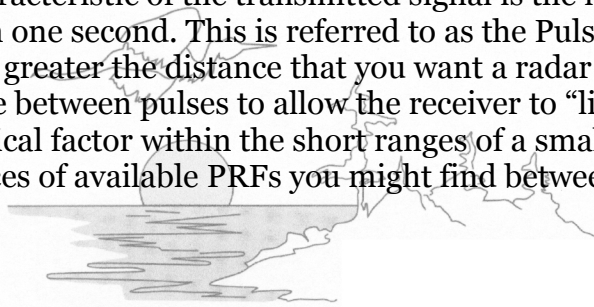 aracteristic of the transmitted signal is the
one second. This is referred to as the Puls
greater the distance that you want a radar
between pulses to allow the receiver to “li
ical factor within the short ranges of a smal
ces of available PRFs you might find betwee